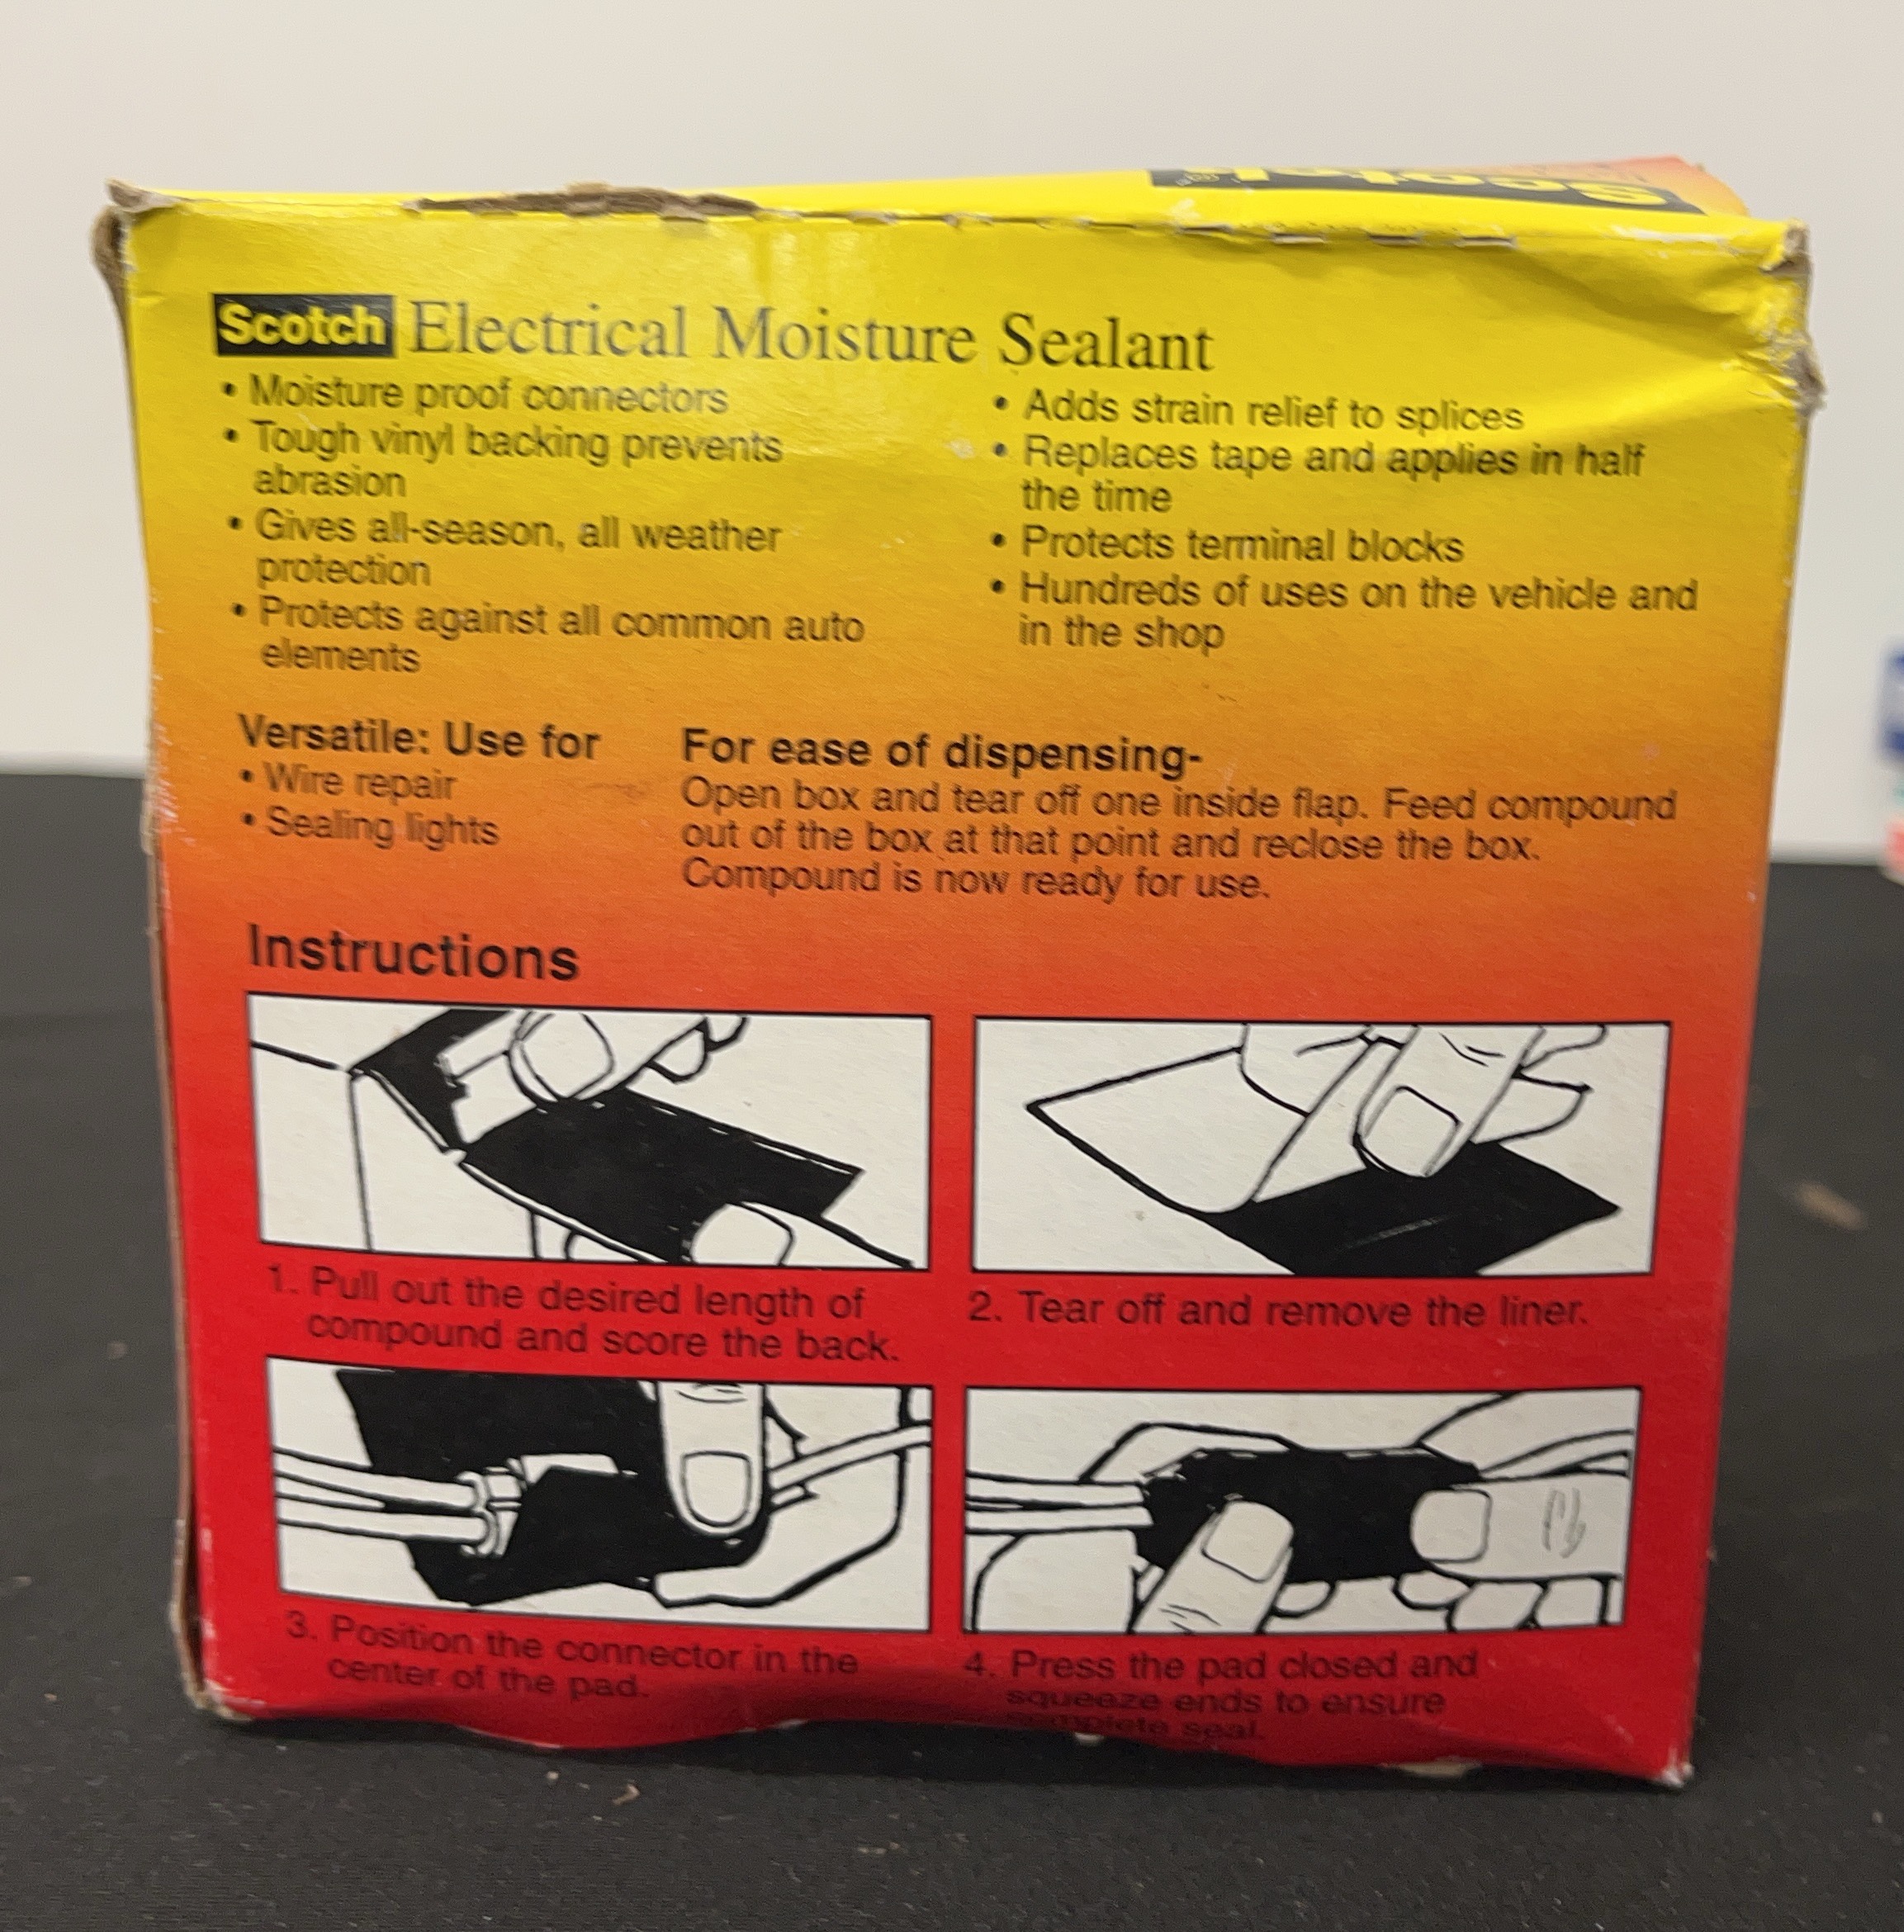 Scotch
Scotch Electrical Moisture Sealant
• Moisture proof connectors
• Tough vinyl backing prevents
abrasion
• Gives all-season, all weather
protection
• Protects against all common auto
elements
• Adds strain relief to splices
• Replaces tape and applies in half
the time
• Protects terminal blocks
• Hundreds of uses on the vehicle and
in the shop
Versatile: Use for
• Wire repair
• Sealing lights
For ease of dispensing-
Open box and tear off one inside flap. Feed compound
out of the box at that point and reclose the box.
Compound is now ready for use.
Instructions
1. Pull out the desired length of
compound and score the back.
2. Tear off and remove the liner.
3. Position the connector in the
center of the pad.
4. Press the pad closed and
squeeze ends to ensure
complete seal.